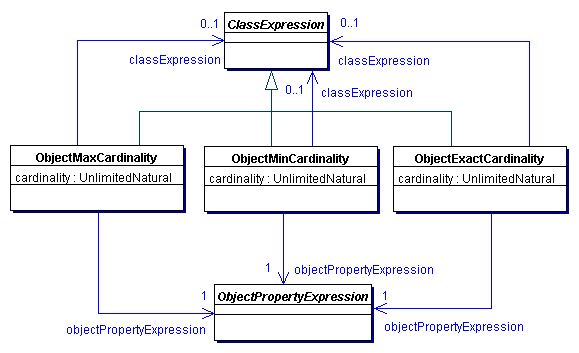 0..1
ClassExpression
0..1
classExpression
classExpression
0..1
classExpression
ObjectMaxCardinality
cardinality : UnlimitedNatural
ObjectMinCardinality
cardinality : UnlimitedNatural
ObjectExactCardinality
cardinality : UnlimitedNatural
1
objectPropertyExpression
1
ObjectPropertyExpression
1
objectPropertyExpression
objectPropertyExpression